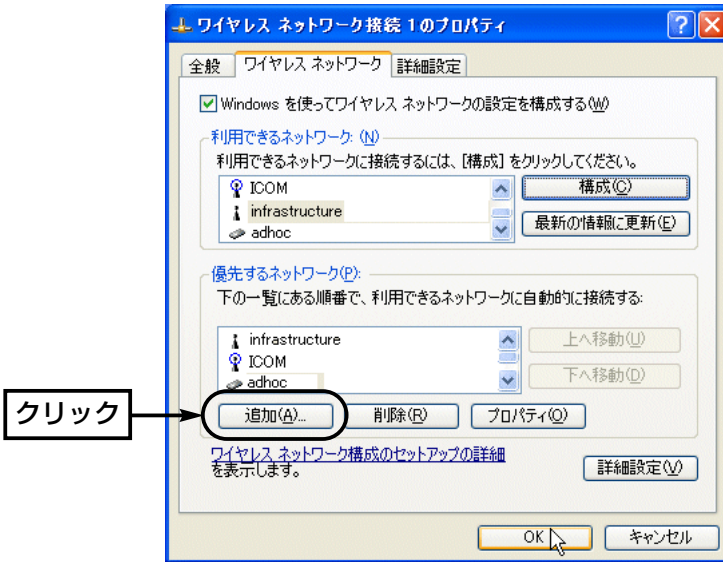 ワイヤレス ネットワーク接続 1のプロパティ
全般 ワイヤレス ネットワーク 詳細設定
Windows を使ってワイヤレス ネットワークの設定を構成する(W)
利用できるネットワーク: (N)
利用できるネットワークに接続するには、[構成] をクリックしてください。
ICOM
infrastructure
adhoc
構成(C)
最新の情報に更新(E)
優先するネットワーク(P):
下の一覧にある順番で、利用できるネットワークに自動的に接続する:
infrastructure
ICOM
adhoc
上へ移動(U)
下へ移動(D)
クリック
追加(A)... 削除(R) プロパティ(O)
ワイヤレス ネットワーク構成のセットアップの詳細
を表示します。
詳細設定(V)
OK キャンセル